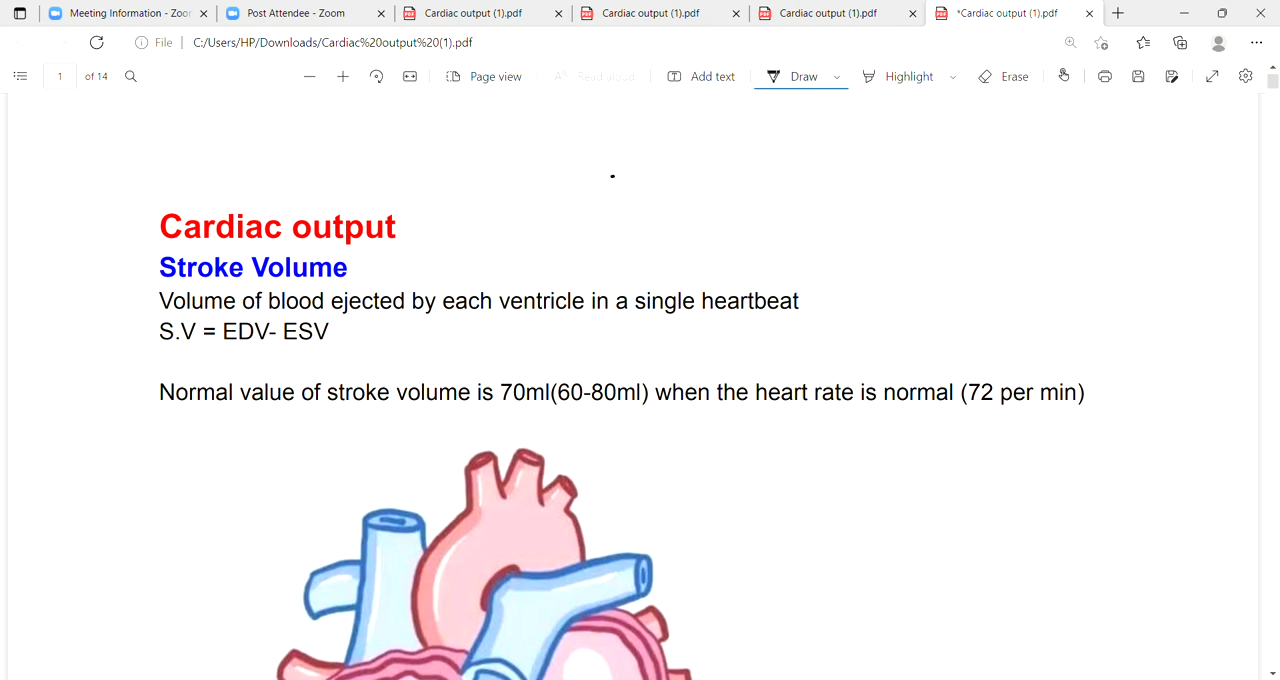 Meeting Information - Zoor
Post Attendee - Zoom
Cardiac output (1).pdf
Cardiac output (1).pdf
Cardiac output (1).pdf
*Cardiac output (1).pdf
File
C:/Users/HP/Downloads/Cardiac%20output%20(1).pdf
1 of 14
Page view
Read aloud
Add text
Draw
Highlight
Erase
Cardiac output
Stroke Volume
Volume of blood ejected by each ventricle in a single heartbeat
S.V = EDV- ESV
Normal value of stroke volume is 70ml(60-80ml) when the heart rate is normal (72 per min)